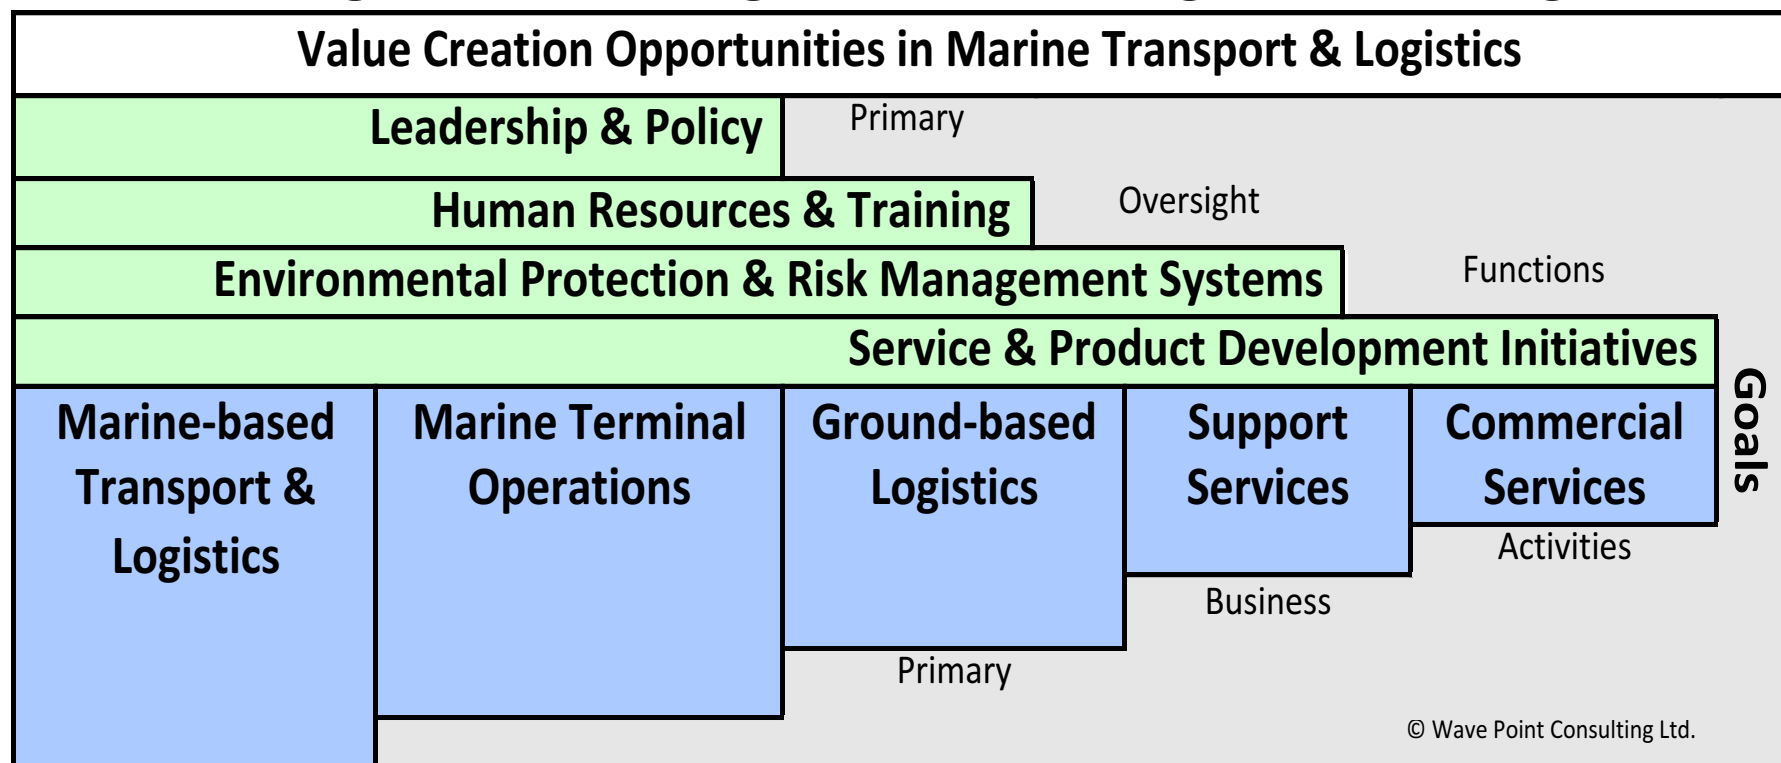 Value Creation Opportunities in Marine Transport & Logistics
Leadership & Policy
Primary
Human Resources & Training
Oversight
Environmental Protection & Risk Management Systems
Functions
Service & Product Development Initiatives
Goals
Marine-based
Transport &
Logistics
Marine Terminal
Operations
Ground-based
Logistics
Support
Services
Commercial
Services
Activities
Business
Primary
© Wave Point Consulting Ltd.